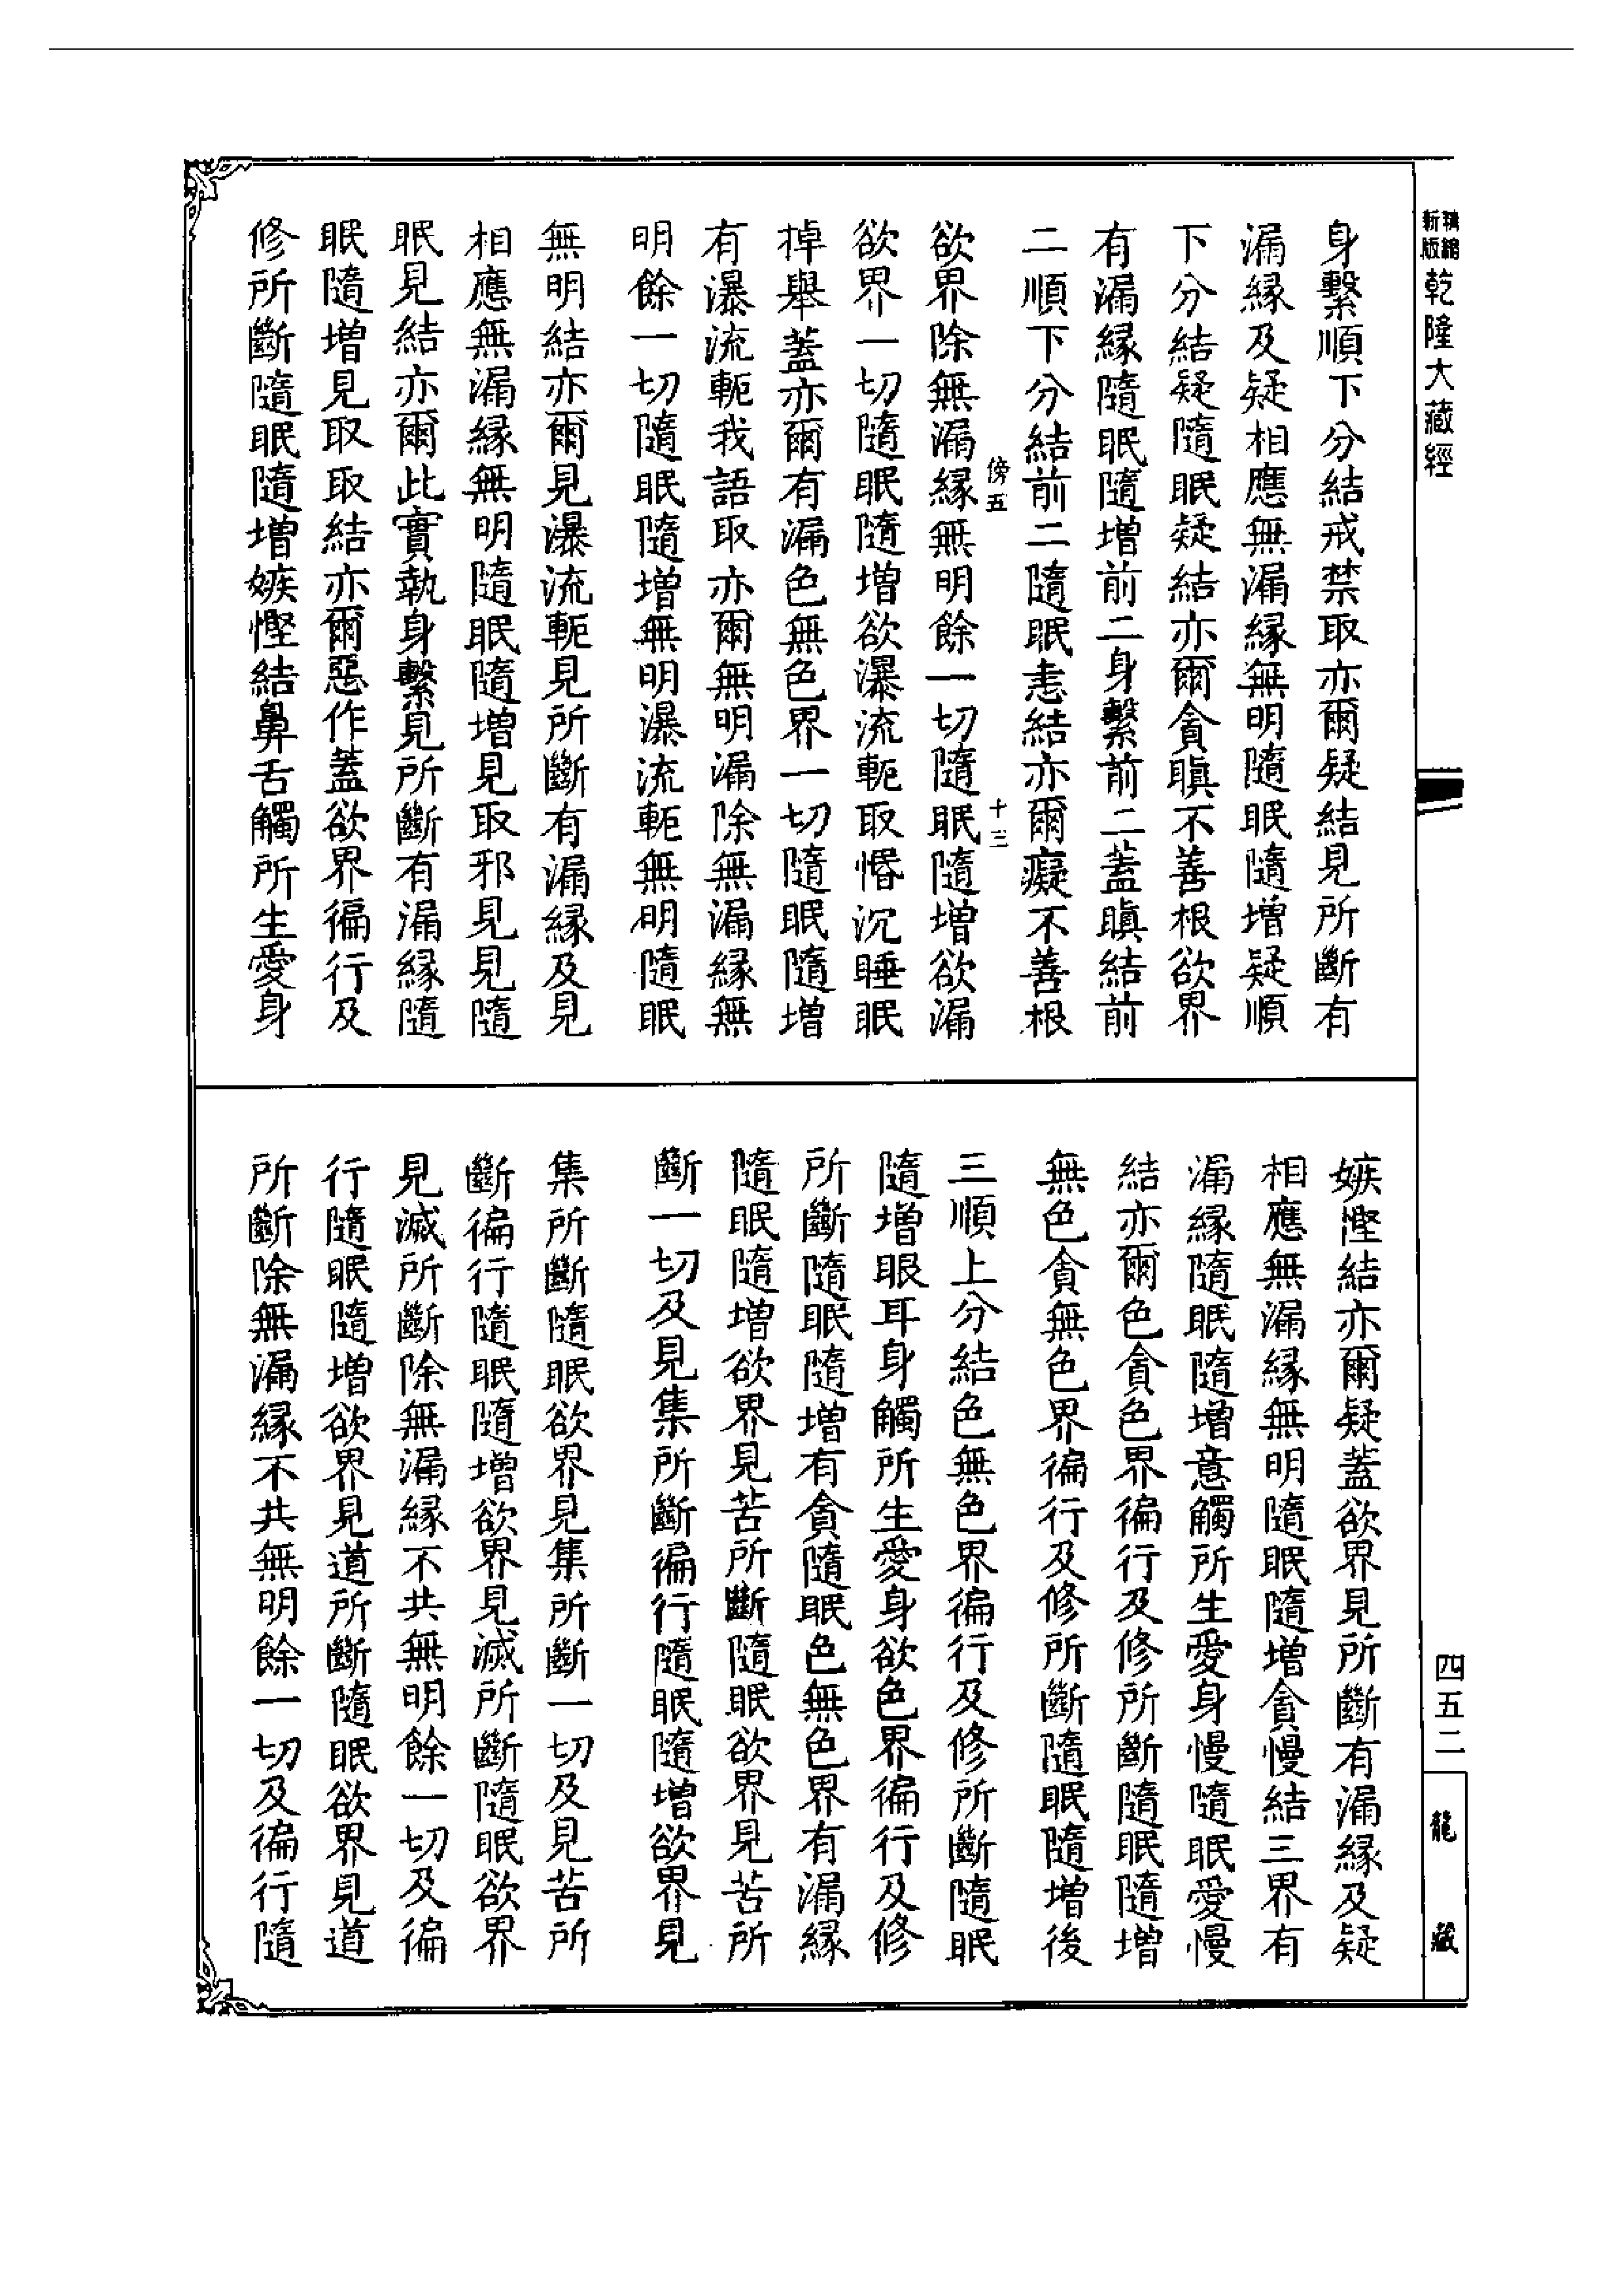 新版精縮乾隆大藏經
身繫順下分結戒禁取亦爾疑結見所斷有
漏緣及疑相應無漏緣無明隨眠隨增疑順
下分結疑隨眠疑結亦爾貪瞋不善根欲界
有漏緣隨眠隨增前二身繫前二蓋瞋結前
二順下分結前二隨眠恚結亦爾癡不善根
傍五 十三
欲界除無漏緣無明餘一切隨眠隨增欲漏
欲界一切隨眠隨增欲瀑流軛取惛沉睡眠
掉舉蓋亦爾有漏色無色界一切隨眠隨增
有瀑流軛我語取亦爾無明漏除無漏緣無
明餘一切隨眠隨增無明瀑流軛無明隨眠
無明結亦爾見瀑流軛見所斷有漏緣及見
相應無漏緣無明隨眠隨增見取邪見見隨
眠見結亦爾此實執身繫見所斷有漏緣隨
眠隨增見取取結亦爾惡作蓋欲界徧行及
修所斷隨眠隨增嫉慳結鼻舌觸所生愛身
嫉慳結亦爾疑蓋欲界見所斷有漏緣及疑
相應無漏緣無明隨眠隨增貪慢結三界有
漏緣隨眠隨增意觸所生愛身慢隨眠愛慢
結亦爾色貪色界徧行及修所斷隨眠隨增
無色貪無色界徧行及修所斷隨眠隨增後
三順上分結色無色界徧行及修所斷隨眠
隨增眼耳身觸所生愛身欲色界徧行及修
所斷隨眠隨增有貪隨眠色無色界有漏緣
隨眠隨增欲界見苦所斷隨眠欲界見苦所
斷一切及見集所斷徧行隨眠隨增欲界見
集所斷隨眠欲界見集所斷一切及見苦所
斷徧行隨眠隨增欲界見滅所斷隨眠欲界
見滅所斷除無漏緣不共無明餘一切及徧
行隨眠隨增欲界見道所斷隨眠欲界見道
所斷除無漏緣不共無明餘一切及徧行隨
四五二
龍藏